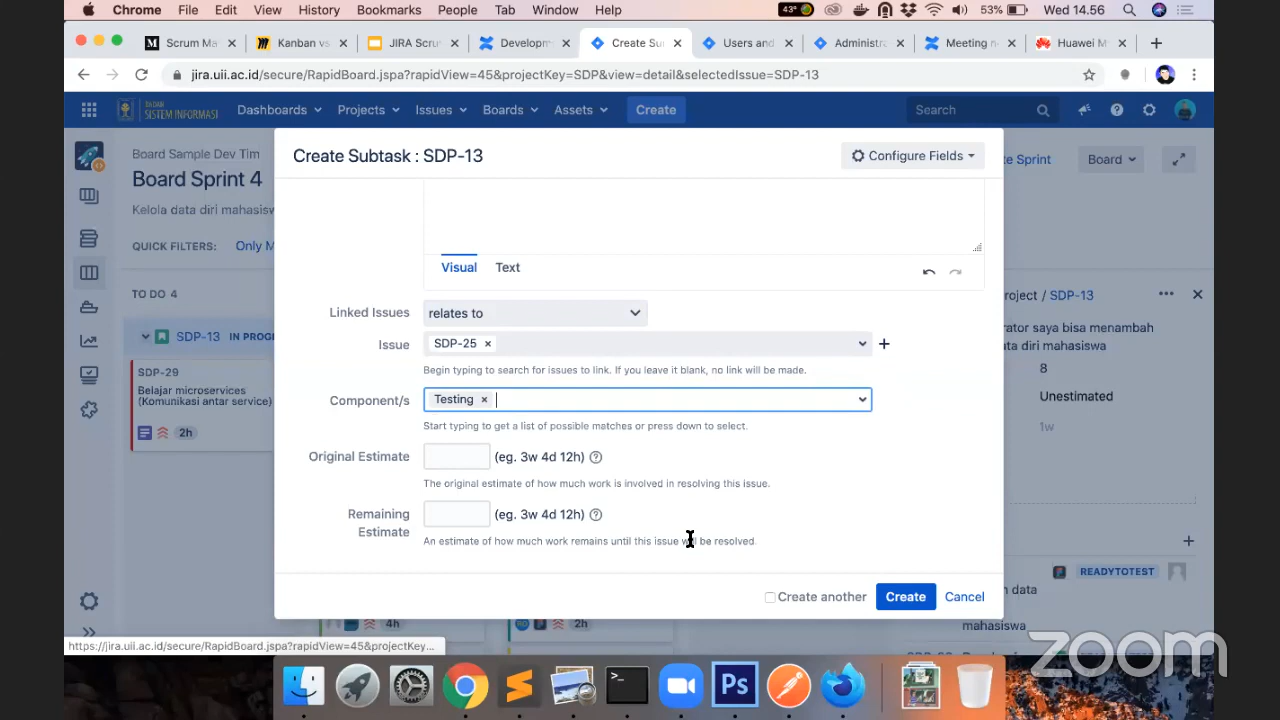 Chrome File Edit View History Bookmarks People Tab Window Help 43° 53% Wed 14.56
Scrum Ma Kanban vs JIRA Scru Developm Create Su Users and Administra Meeting n Huawei M
jira.uii.ac.id/secure/RapidBoard.jspa?rapidView=45&projectKey=SDP&view=detail&selectedIssue=SDP-13
SISTEM INFORMASI Dashboards Projects Issues Boards Assets Create Search
Board Sample Dev Tim
Board Sprint 4
Kelola data diri mahasisw
QUICK FILTERS: Only M
TO DO 4
SDP-13 IN PROG
SDP-29
Belajar microservices
(Komunikasi antar service)
2h
Create Subtask : SDP-13
Configure Fields
Visual Text
Linked Issues relates to
Issue SDP-25
Begin typing to search for issues to link. If you leave it blank, no link will be made.
Component/s Testing
Start typing to get a list of possible matches or press down to select.
Original Estimate (eg. 3w 4d 12h)
The original estimate of how much work is involved in resolving this issue.
Remaining
Estimate
(eg. 3w 4d 12h)
An estimate of how much work remains until this issue will be resolved.
Create another Create Cancel
te Sprint Board
oject / SDP-13
rator saya bisa menambah
ata diri mahasiswa
8
Unestimated
1w
READYTOTEST
n data
mahasiswa
4h 2h
https://jira.uii.ac.id/secure/RapidBoard.jspa?rapidView=45&projectKey...
Ps
zoom